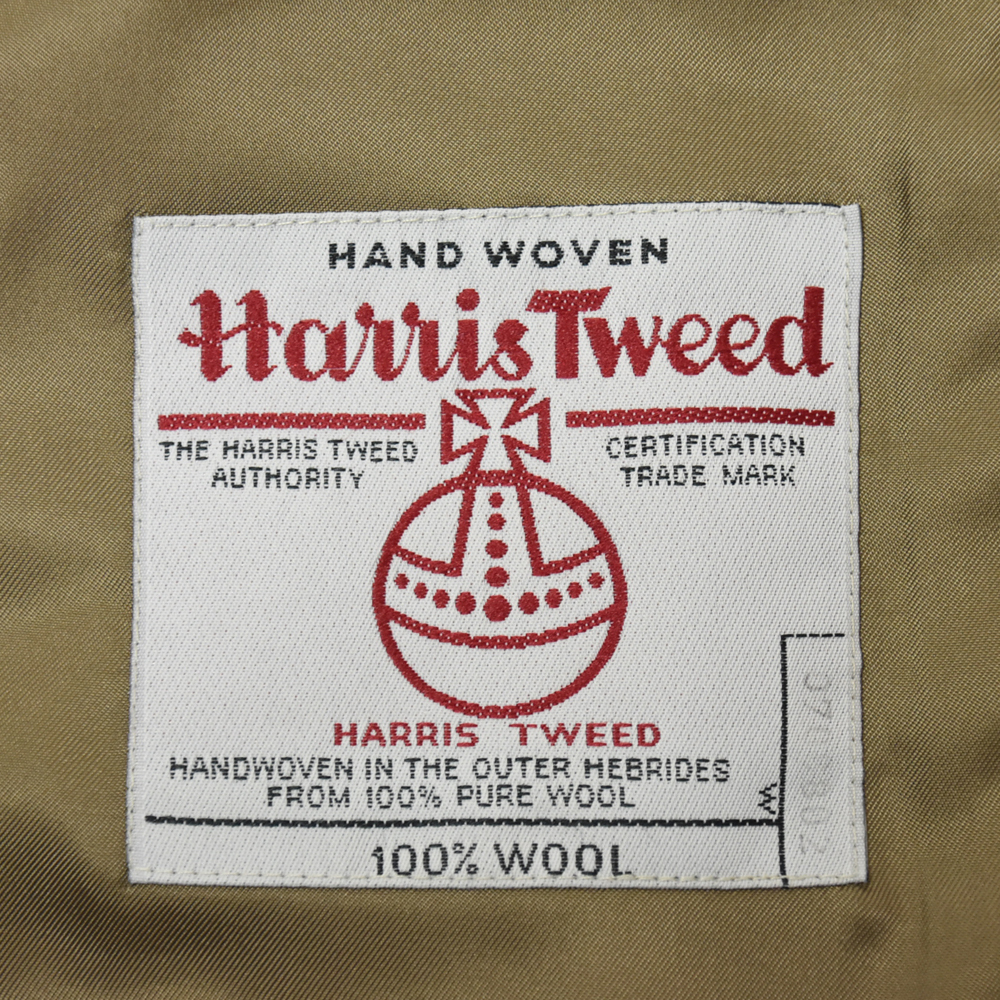 HAND WOVEN
Harris Tweed
THE HARRIS TWEED
AUTHORITY
CERTIFICATION
TRADE MARK
HARRIS TWEED
HANDWOVEN IN THE OUTER HEBRIDES
FROM 100% PURE WOOL
100% WOOL
W